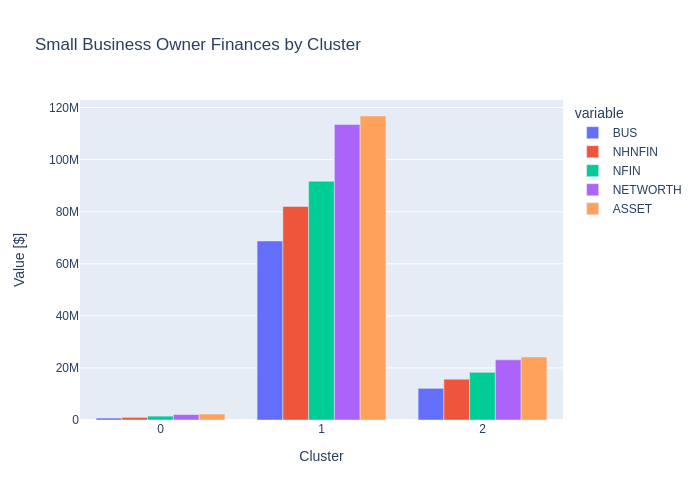 Small Business Owner Finances by Cluster
variable
BUS
NHNFIN
NFIN
NETWORTH
ASSET
Value [$]
120M
100M
80M
60M
40M
20M
0
0 1 2
Cluster